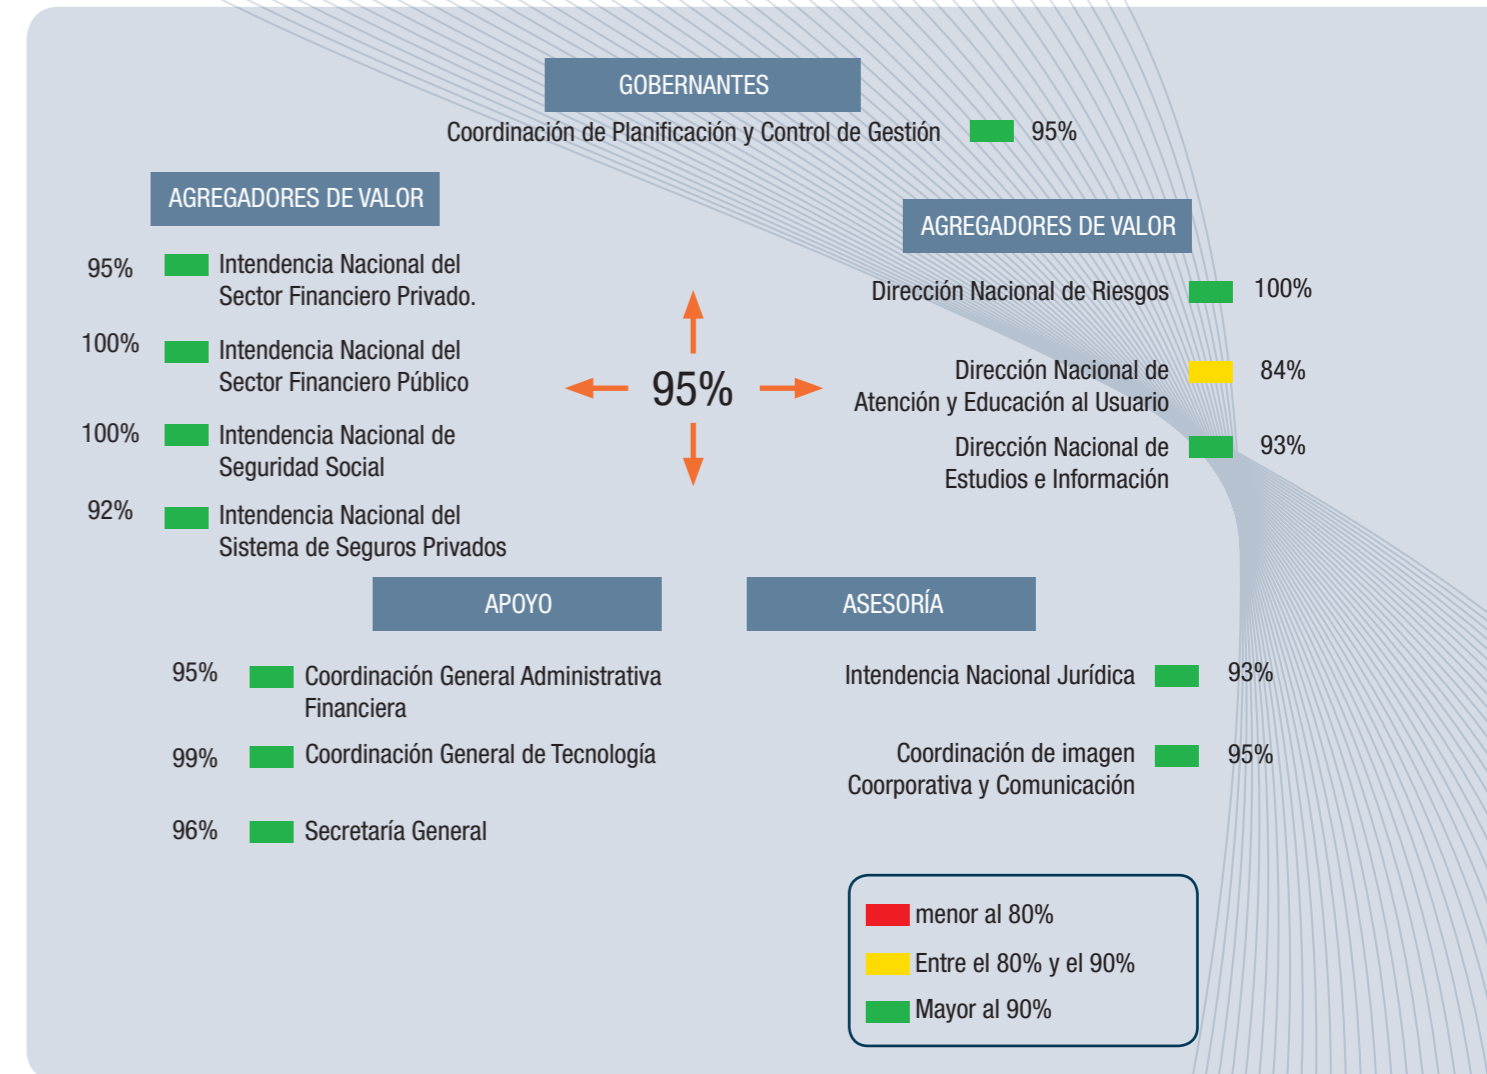 GOBERNANTES
Coordinación de Planificación y Control de Gestión 95%
AGREGADORES DE VALOR
95% Intendencia Nacional del
Sector Financiero Privado.
100% Intendencia Nacional del
Sector Financiero Público
100% Intendencia Nacional de
Seguridad Social
92% Intendencia Nacional del
Sistema de Seguros Privados
95%
AGREGADORES DE VALOR
Dirección Nacional de Riesgos 100%
Dirección Nacional de 84%
Atención y Educación al Usuario
Dirección Nacional de 93%
Estudios e Información
APOYO
95% Coordinación General Administrativa
Financiera
99% Coordinación General de Tecnología
96% Secretaría General
ASESORÍA
Intendencia Nacional Jurídica 93%
Coordinación de imagen 95%
Coorporativa y Comunicación
menor al 80%
Entre el 80% y el 90%
Mayor al 90%